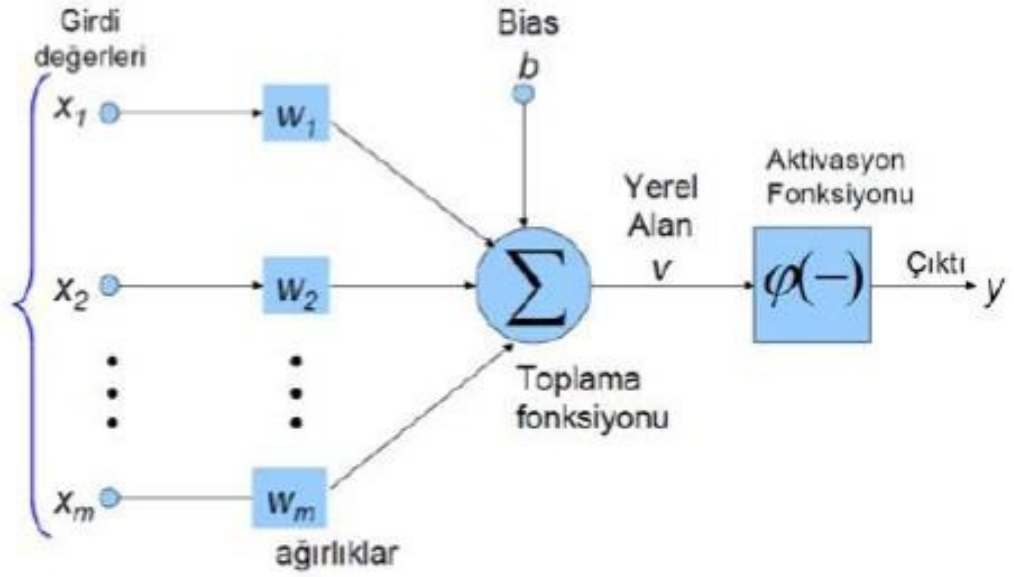 Girdi
değerleri
x1
w1
x2
w2
xm
wm
ağırlıklar
Bias
b
∑
Toplama
fonksiyonu
Yerel
Alan
v
Aktivasyon
Fonksiyonu
φ(−)
Çıktı
y